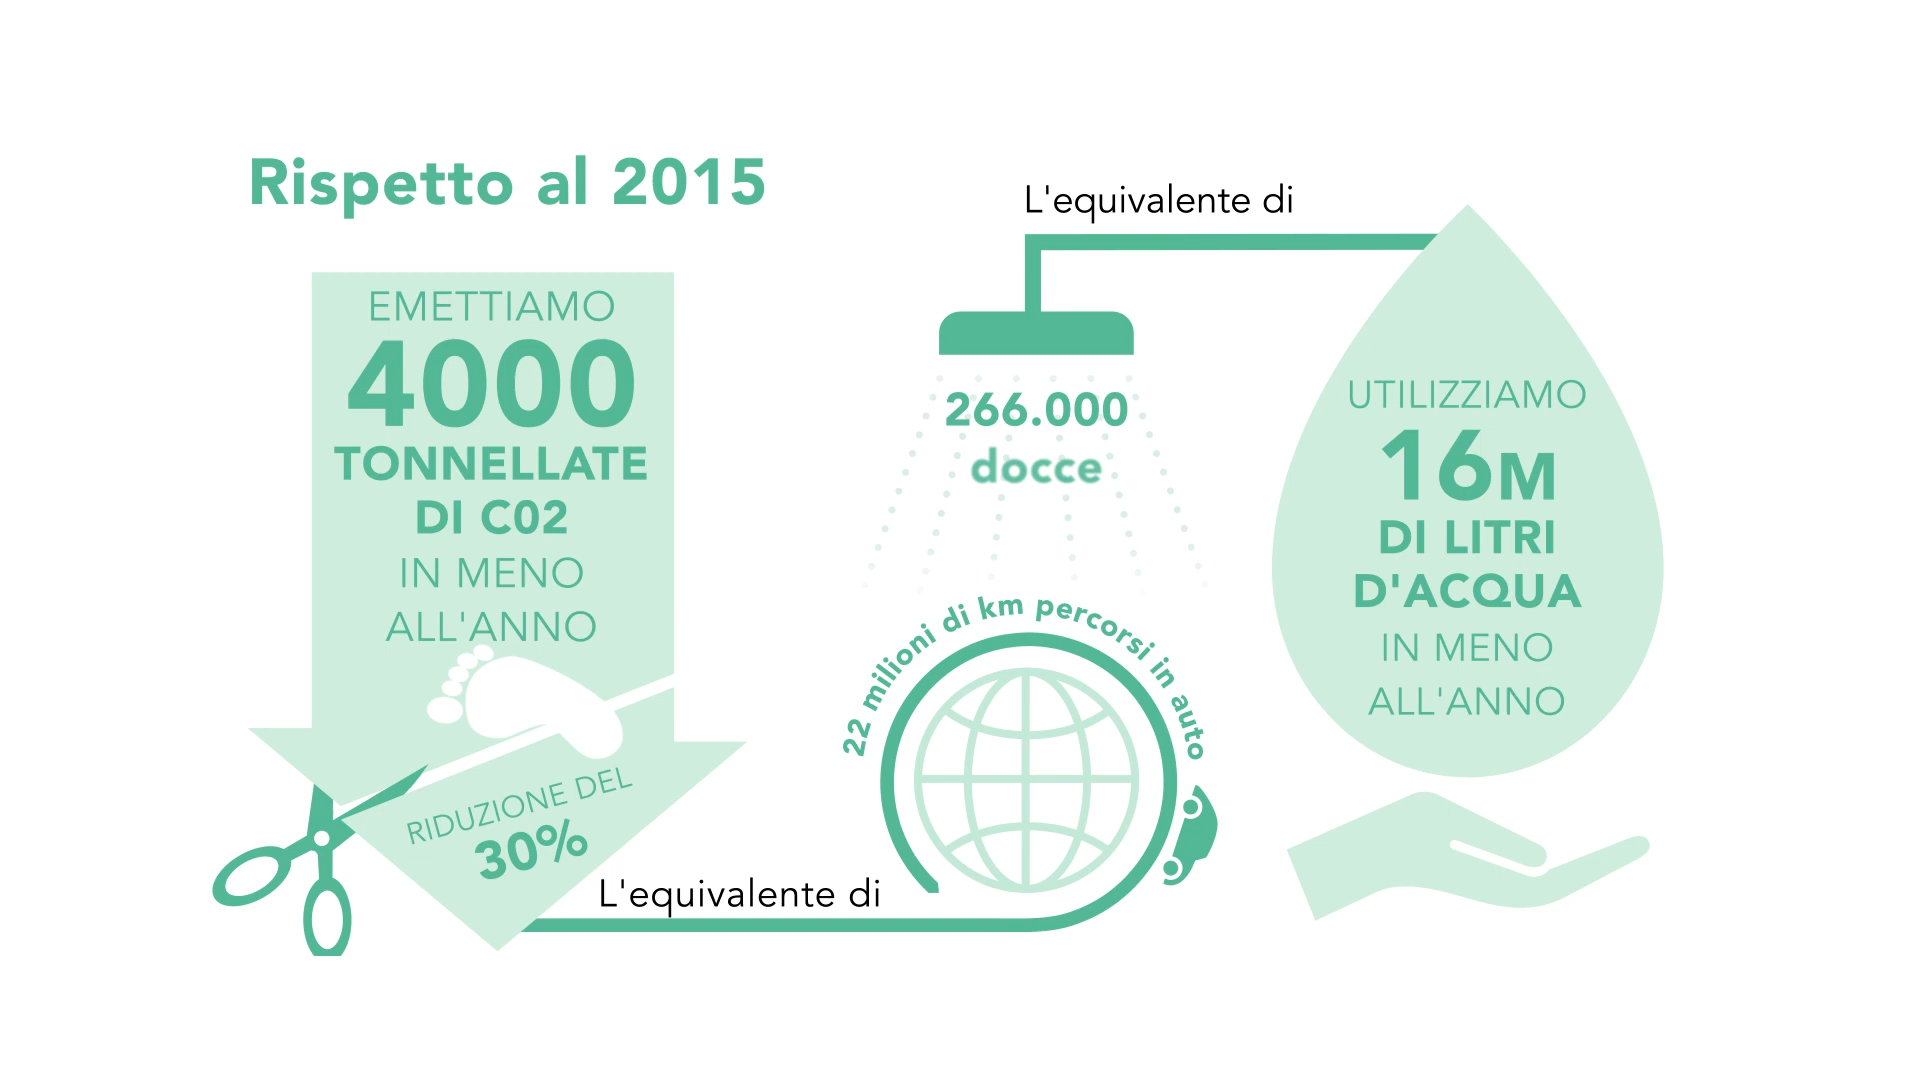 Rispetto al 2015
EMETTIAMO
4000
TONNELLATE
DI C02
IN MENO
ALL'ANNO
RIDUZIONE DEL
30%
L'equivalente di
22 milioni di km percorsi in auto
L'equivalente di
266.000
docce
UTILIZZIAMO
16M
DI LITRI
D'ACQUA
IN MENO
ALL'ANNO